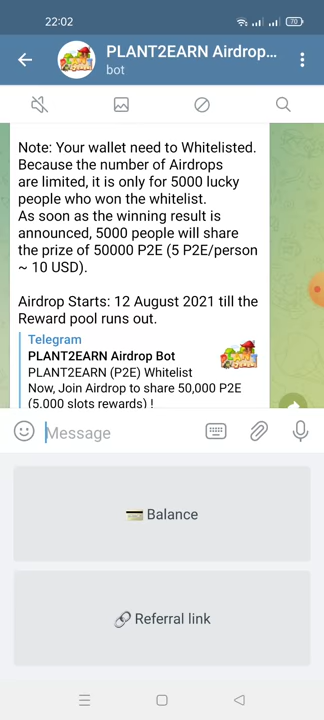 22:02
70
PLANT2EARN Airdrop...
bot
Note: Your wallet need to Whitelisted.
Because the number of Airdrops
are limited, it is only for 5000 lucky
people who won the whitelist.
As soon as the winning result is
announced, 5000 people will share
the prize of 50000 P2E (5 P2E/person
~ 10 USD).
Airdrop Starts: 12 August 2021 till the
Reward pool runs out.
Telegram
PLANT2EARN Airdrop Bot
PLANT2EARN (P2E) Whitelist
Now, Join Airdrop to share 50,000 P2E
(5,000 slots rewards) !
Message
Balance
Referral link